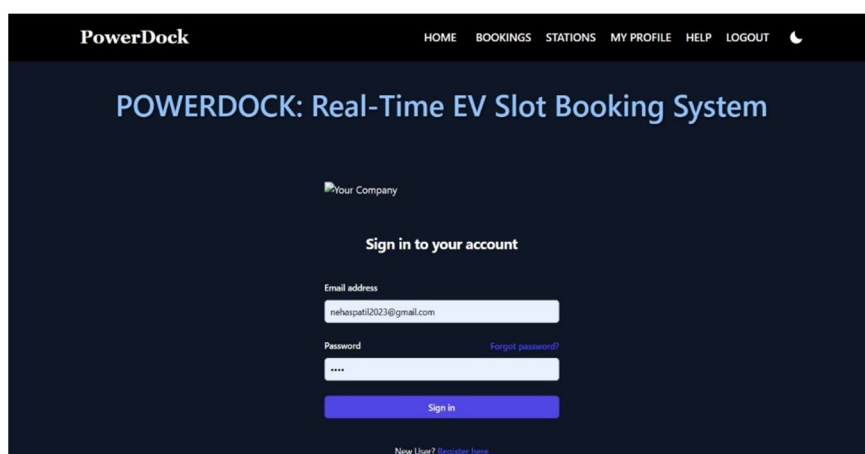 PowerDock HOME BOOKINGS STATIONS MY PROFILE HELP LOGOUT
POWERDOCK: Real-Time EV Slot Booking System
Your Company
Sign in to your account
Email address
nehaspatil2023@gmail.com
Password Forgot password?
••••
Sign in
New User? Register here